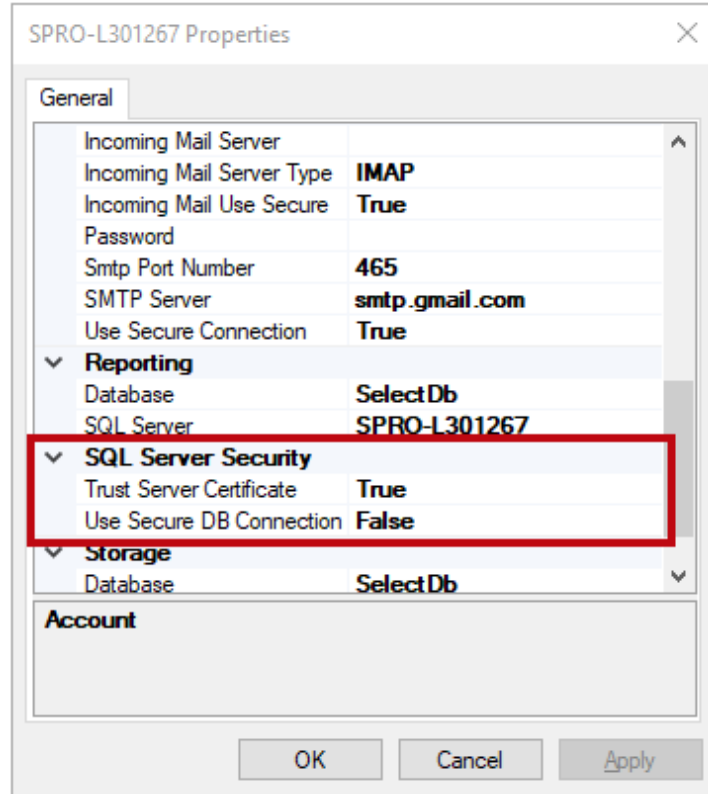 SPRO-L301267 Properties
General
Incoming Mail Server
Incoming Mail Server Type IMAP
Incoming Mail Use Secure True
Password
Smtp Port Number 465
SMTP Server smtp.gmail.com
Use Secure Connection True
Reporting
Database SelectDb
SQL Server SPRO-L301267
SQL Server Security
Trust Server Certificate True
Use Secure DB Connection False
Storage
Database SelectDb
Account
OK Cancel Apply